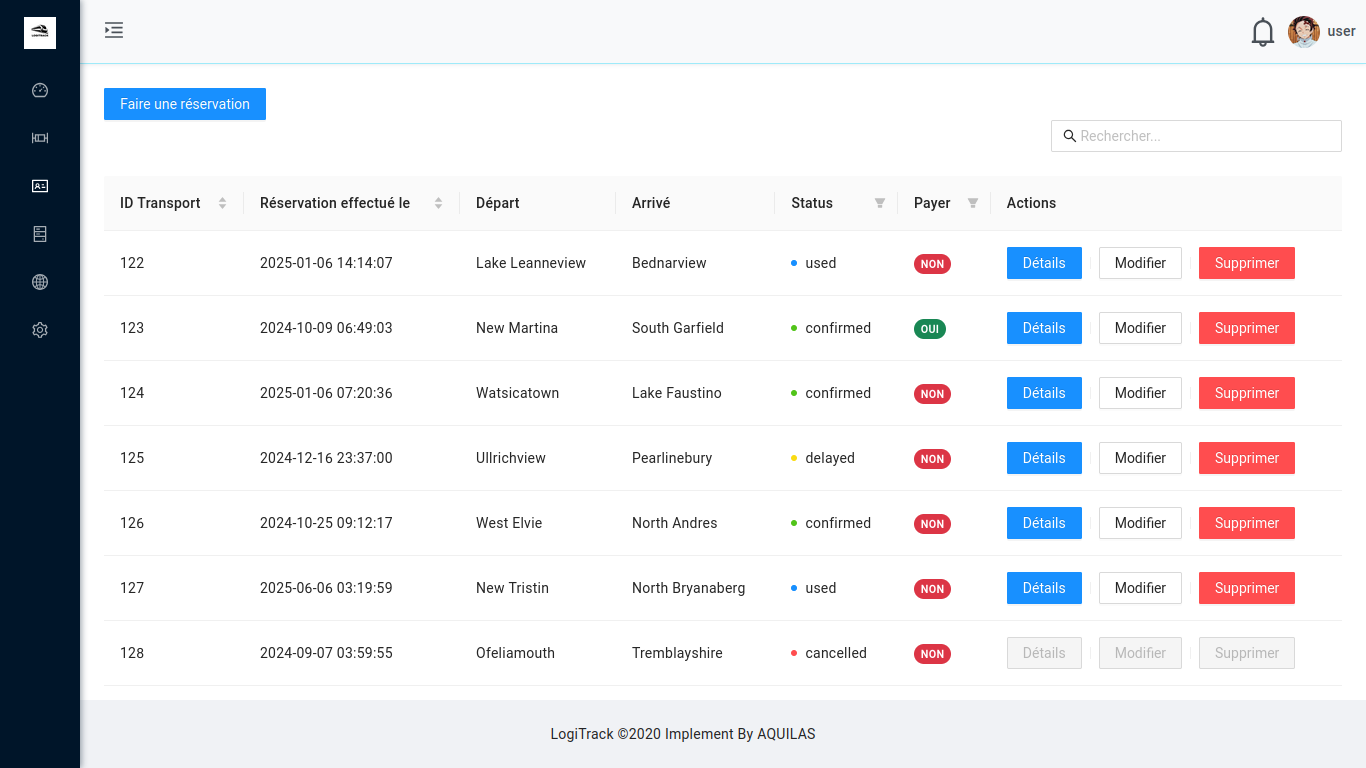 user
Faire une réservation
Rechercher...
ID Transport Réservation effectué le Départ Arrivé Status Payer Actions
122 2025-01-06 14:14:07 Lake Leanneview Bednarview used NON Détails Modifier Supprimer
123 2024-10-09 06:49:03 New Martina South Garfield confirmed OUI Détails Modifier Supprimer
124 2025-01-06 07:20:36 Watsicatown Lake Faustino confirmed NON Détails Modifier Supprimer
125 2024-12-16 23:37:00 Ullrichview Pearlinebury delayed NON Détails Modifier Supprimer
126 2024-10-25 09:12:17 West Elvie North Andres confirmed NON Détails Modifier Supprimer
127 2025-06-06 03:19:59 New Tristin North Bryanaberg used NON Détails Modifier Supprimer
128 2024-09-07 03:59:55 Ofeliamouth Tremblayshire cancelled NON Détails Modifier Supprimer
LogiTrack ©2020 Implement By AQUILAS